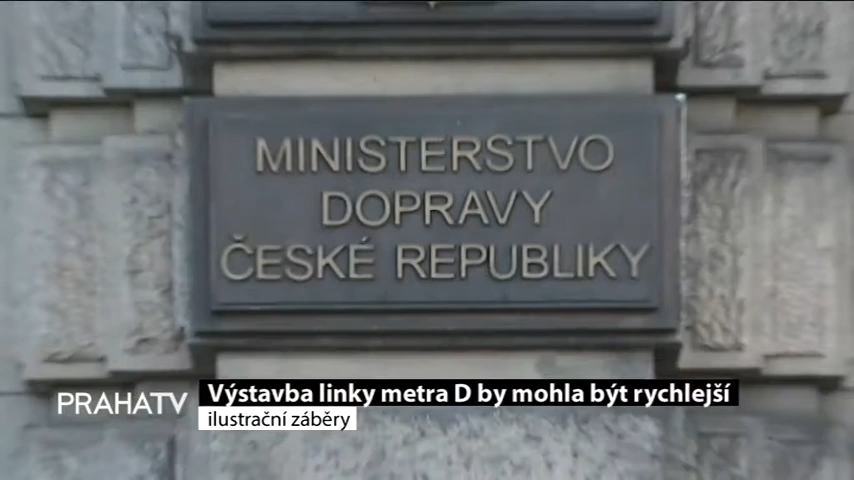 MINISTERSTVO
DOPRAVY
ČESKÉ REPUBLIKY
PRAHATV
Výstavba linky metra D by mohla být rychlejší
ilustrační záběry